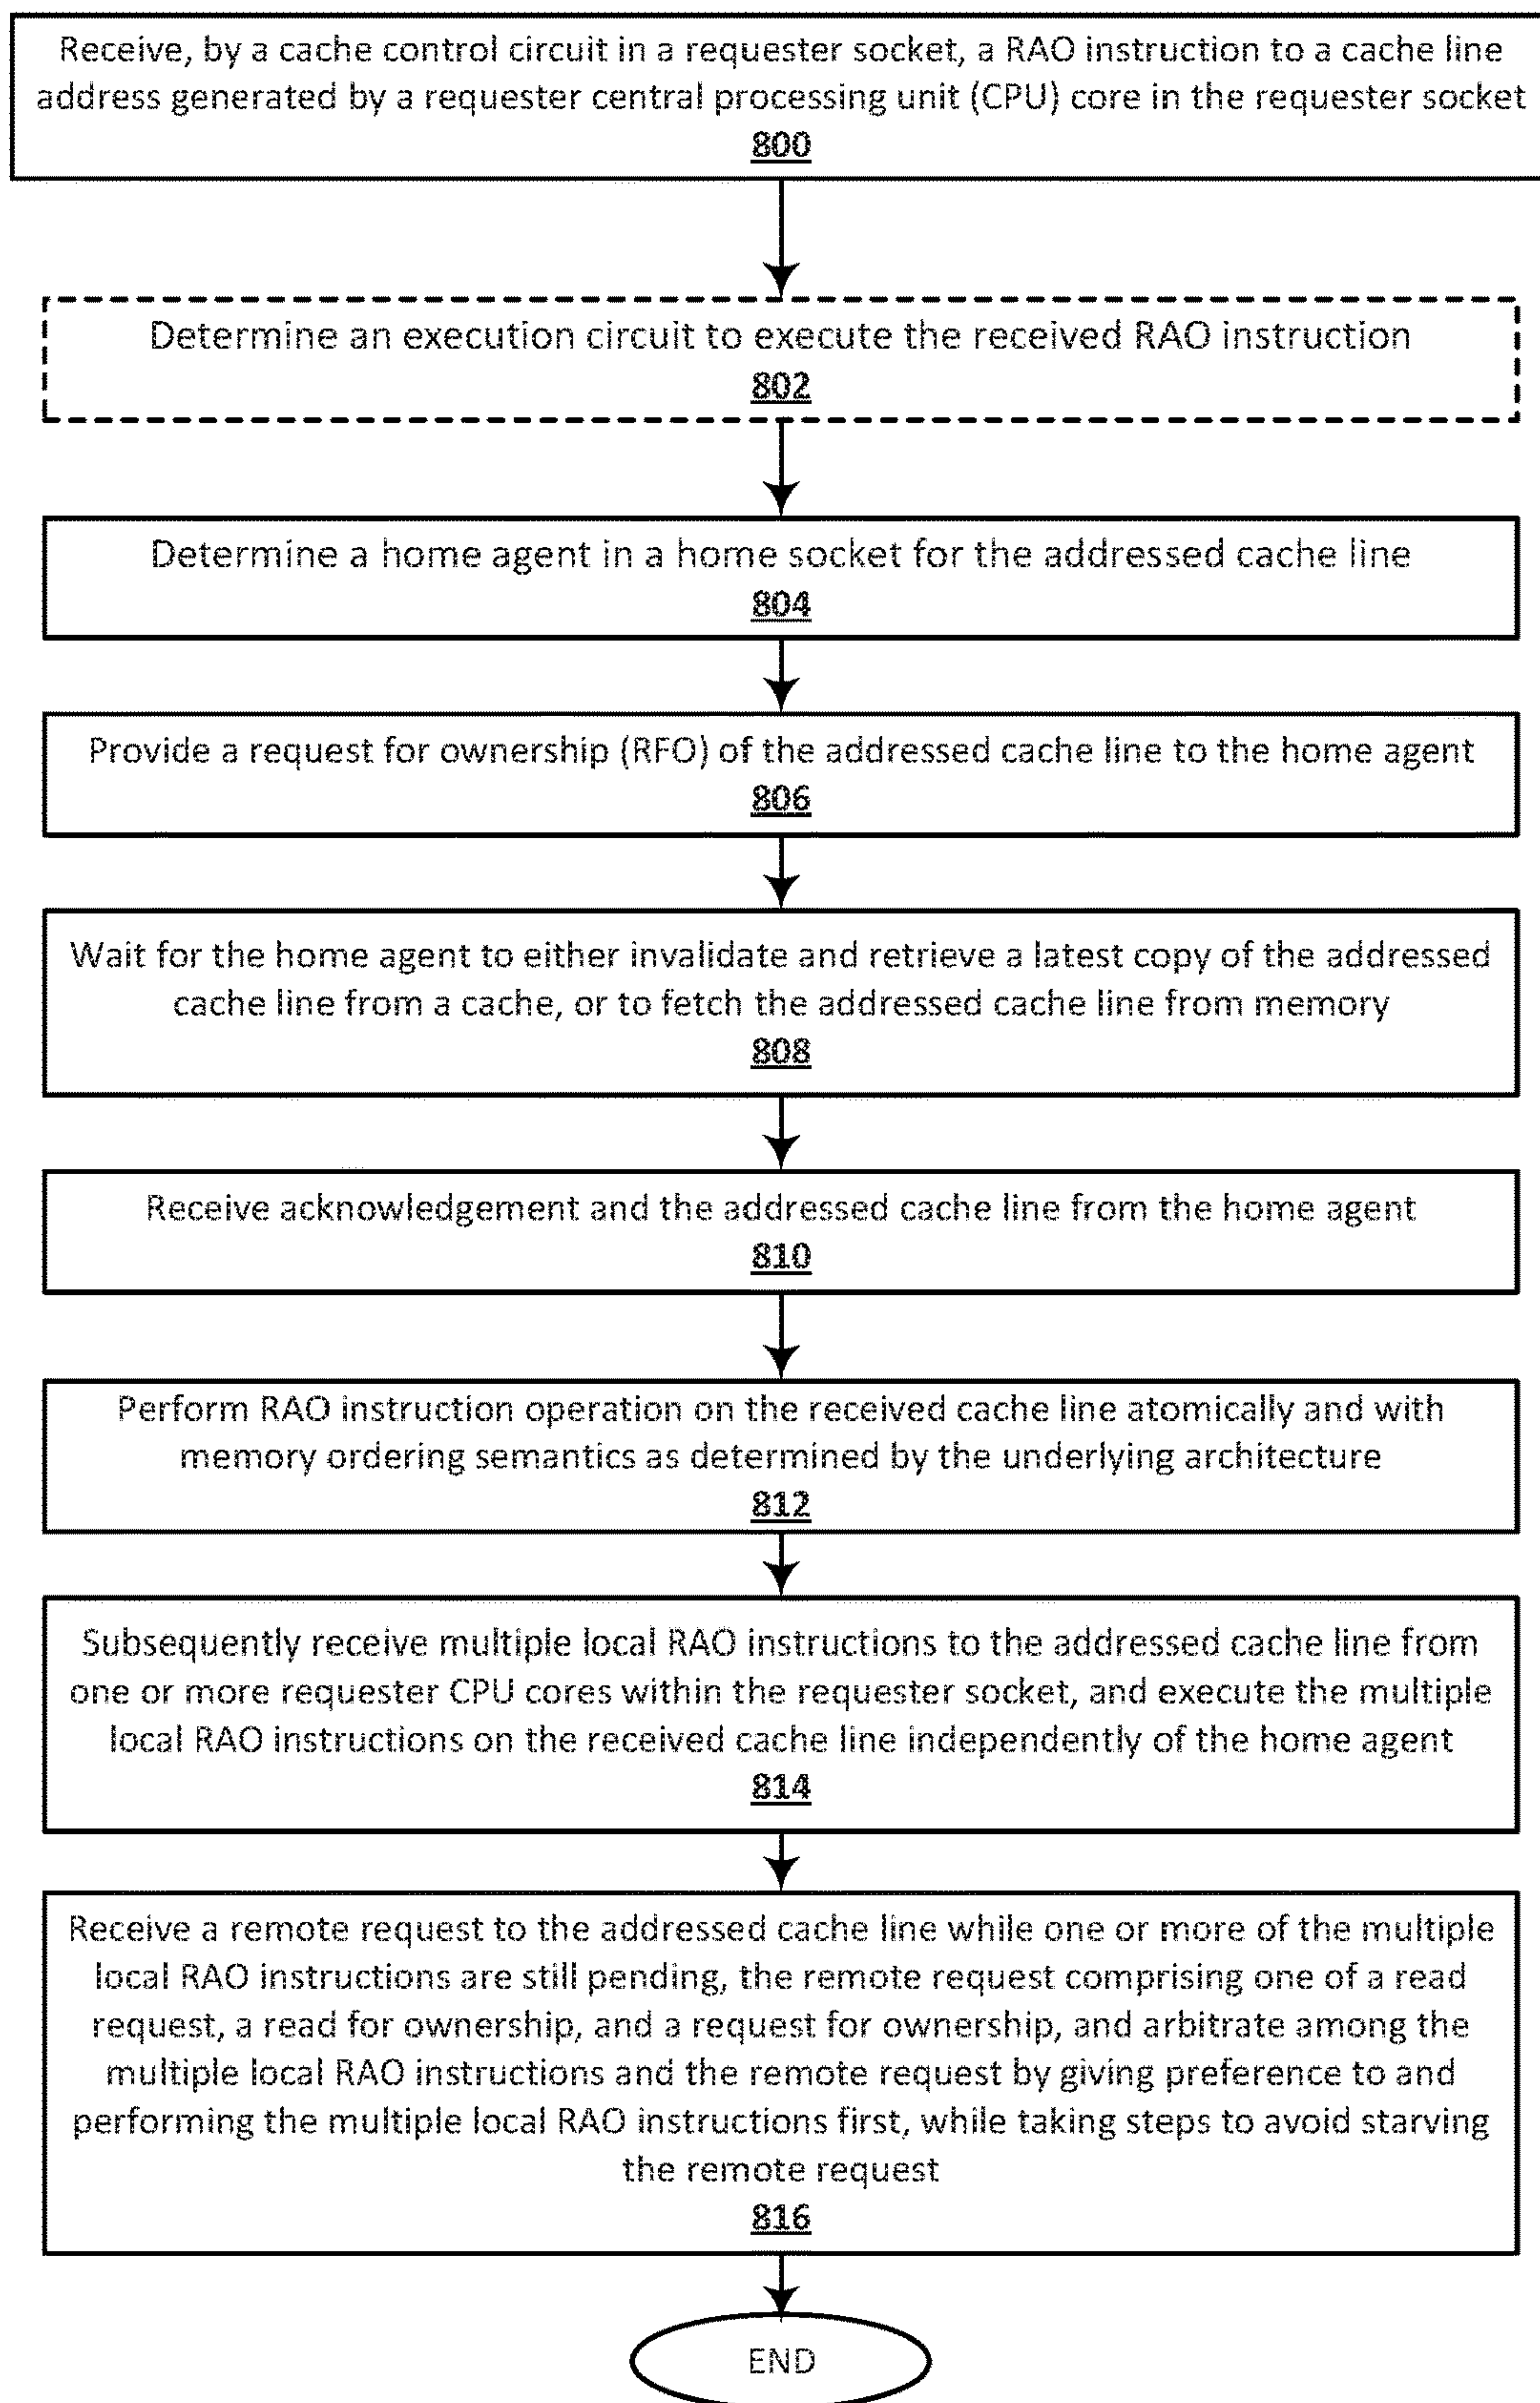 Receive, by a cache control circuit in a requester socket, a RAO instruction to a cache line
address generated by a requester central processing unit (CPU) core in the requester socket
800
Determine an execution circuit to execute the received RAO instruction
802
Determine a home agent in a home socket for the addressed cache line
804
Provide a request for ownership (RFO) of the addressed cache line to the home agent
806
Wait for the home agent to either invalidate and retrieve a latest copy of the addressed
cache line from a cache, or to fetch the addressed cache line from memory
808
Receive acknowledgement and the addressed cache line from the home agent
810
Perform RAO instruction operation on the received cache line atomically and with
memory ordering semantics as determined by the underlying architecture
812
Subsequently receive multiple local RAO instructions to the addressed cache line from
one or more requester CPU cores within the requester socket, and execute the multiple
local RAO instructions on the received cache line independently of the home agent
814
Receive a remote request to the addressed cache line while one or more of the multiple
local RAO instructions are still pending, the remote request comprising one of a read
request, a read for ownership, and a request for ownership, and arbitrate among the
multiple local RAO instructions and the remote request by giving preference to and
performing the multiple local RAO instructions first, while taking steps to avoid starving
the remote request
816
END